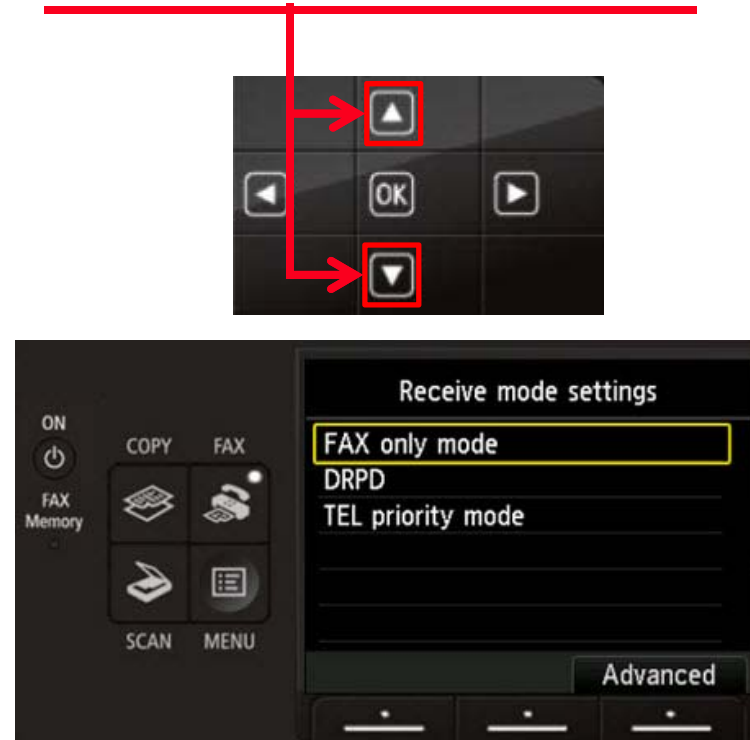 OK
Receive mode settings
ON
COPY FAX
FAX only mode
DRPD
FAX
Memory
TEL priority mode
SCAN MENU
Advanced